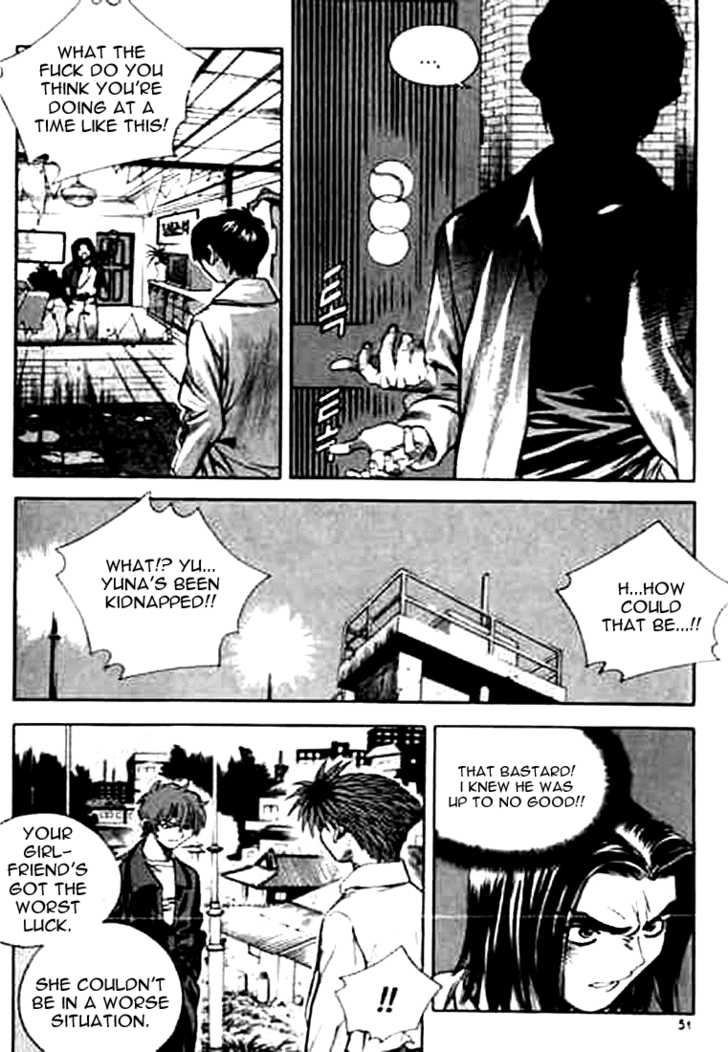 WHAT THE
FUCK DO YOU
THINK YOU'RE
DOING AT A
TIME LIKE THIS!
...,
WHAT!? YU...
YUNA'S BEEN
KIDNAPPED!!
H...HOW
COULD
THAT BE...!!
YOUR
GIRL-
FRIEND'S
GOT THE
WORST
LUCK.
SHE COULDN'T
BE IN A WORSE
SITUATION.
!!
THAT BASTARD!
I KNEW HE WAS
UP TO NO GOOD!!
51